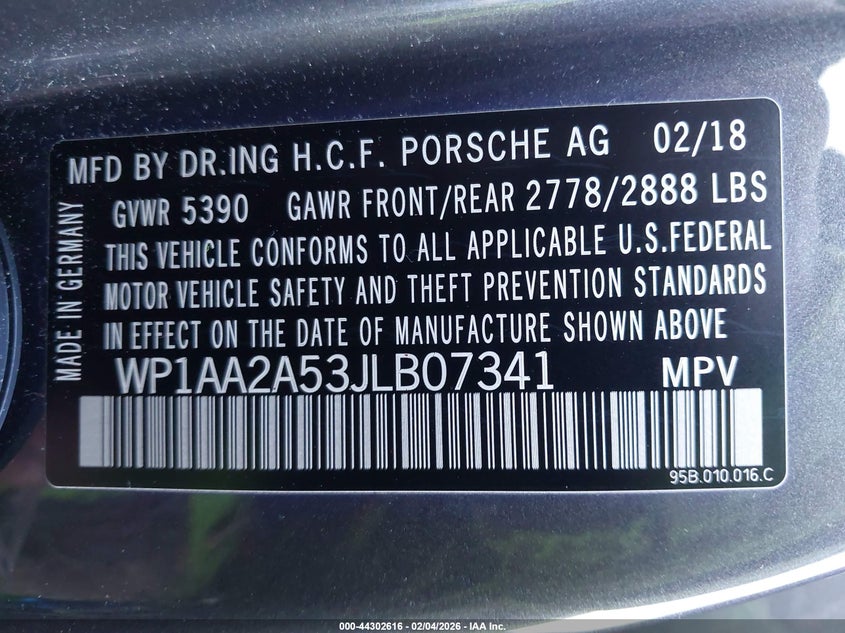 MFD BY DR.ING H.C.F. PORSCHE AG 02/18
GVWR 5390 GAWR FRONT/REAR 2778/2888 LBS
THIS VEHICLE CONFORMS TO ALL APPLICABLE U.S.FEDERAL
MOTOR VEHICLE SAFETY AND THEFT PREVENTION STANDARDS
IN EFFECT ON THE DATE OF MANUFACTURE SHOWN ABOVE
WP1AA2A53JLB07341 MPV
95B.010.016.C
MADE IN GERMANY
000-44302616 - 02/04/2026 - IAA Inc.